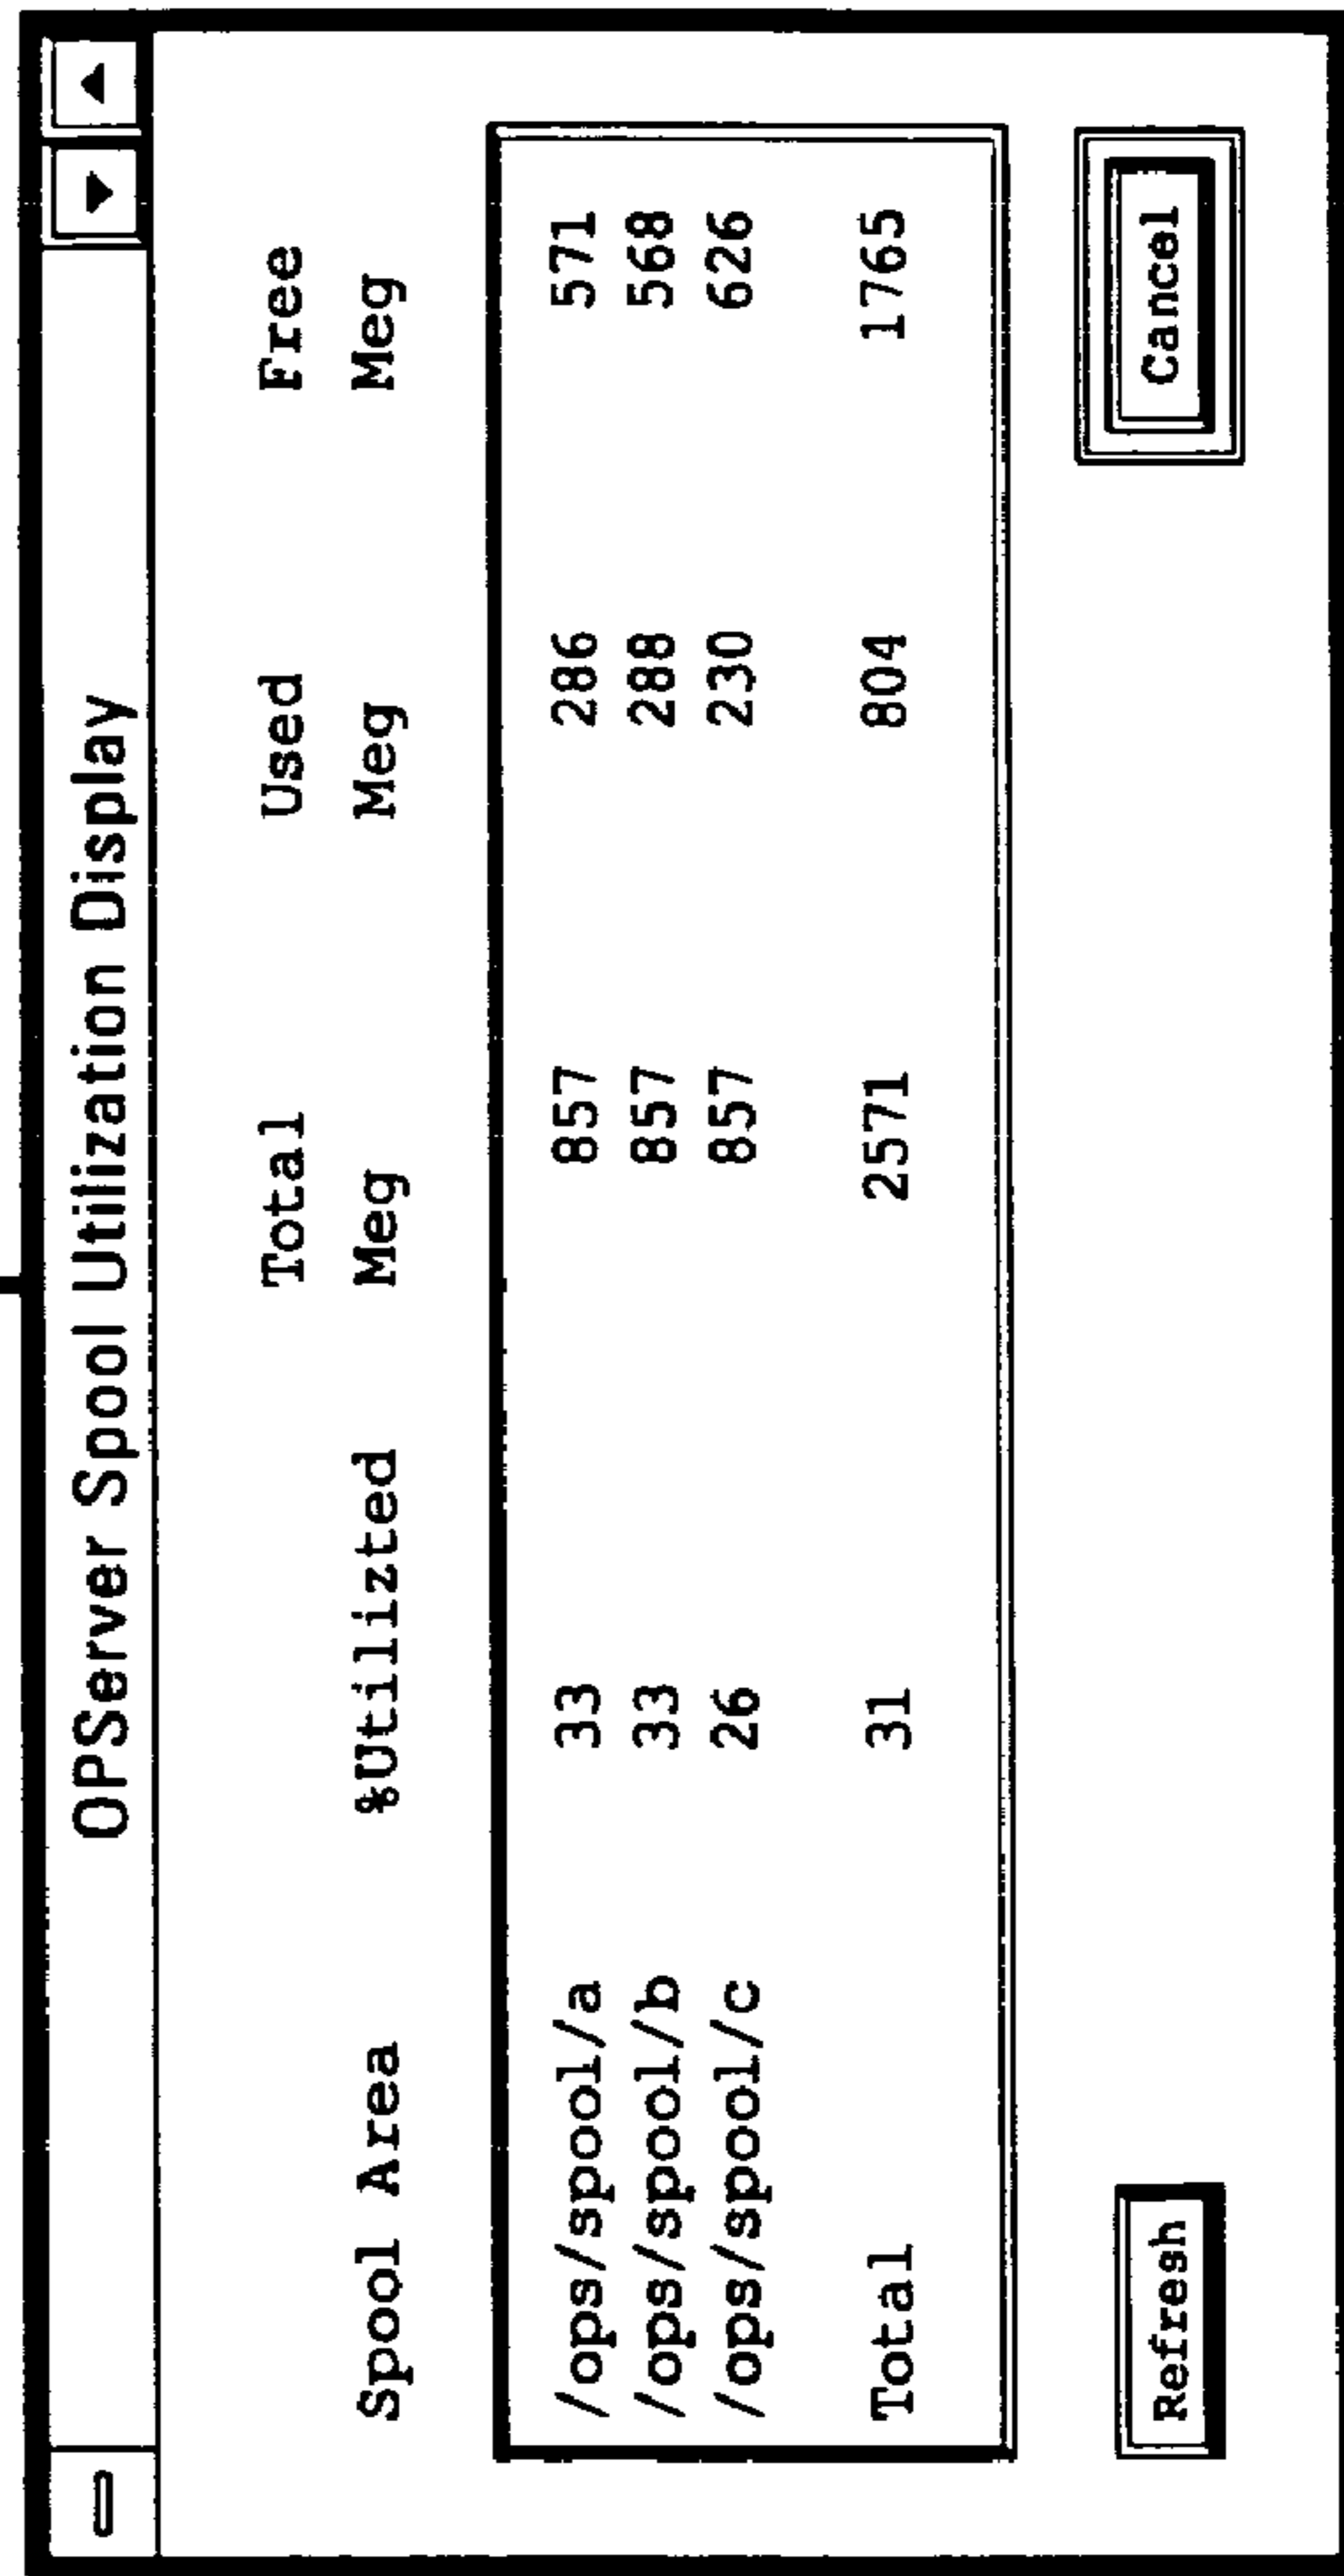 OPServer Spool Utilization Display
Total Used Free
Spool Area %Utilizted Meg Meg Meg
/ops/spool/a 33 857 286 571
/ops/spool/b 33 857 288 568
/ops/spool/c 26 857 230 626
Total 31 2571 804 1765
Refresh Cancel